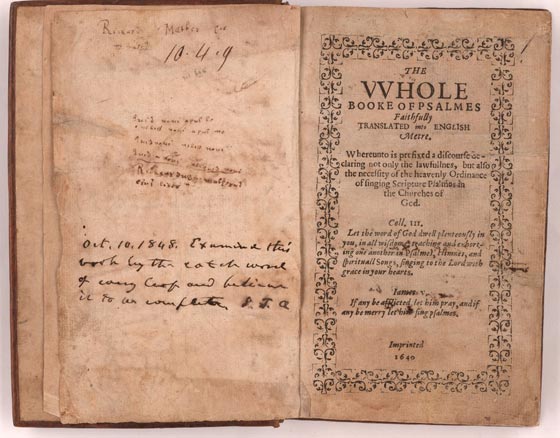 Richard Mather
10.4.9
Oct. 10. 1848. Examined this
book by the catch word
of every leaf and believe
it to be complete
THE
VVHOLE
BOOKE OF PSALMES
Faithfully
TRANSLATED into ENGLISH
Metre.
Whereunto is prefixed a discourse de-
claring not only the lawfullnes, but also
the necessity of the heavenly Ordinance
of singing Scripture Psalmes in
the Churches of
God.
Coll. III.
Let the word of God dwell plenteously in
you, in all wisdome, teaching and exhort-
ing one another in Psalmes, Himnes, and
spirituall Songs, singing to the Lord with
grace in your hearts.
Iames v.
If any be afflicted, let him pray, and if
any be merry let him sing psalmes.
Imprinted
1640